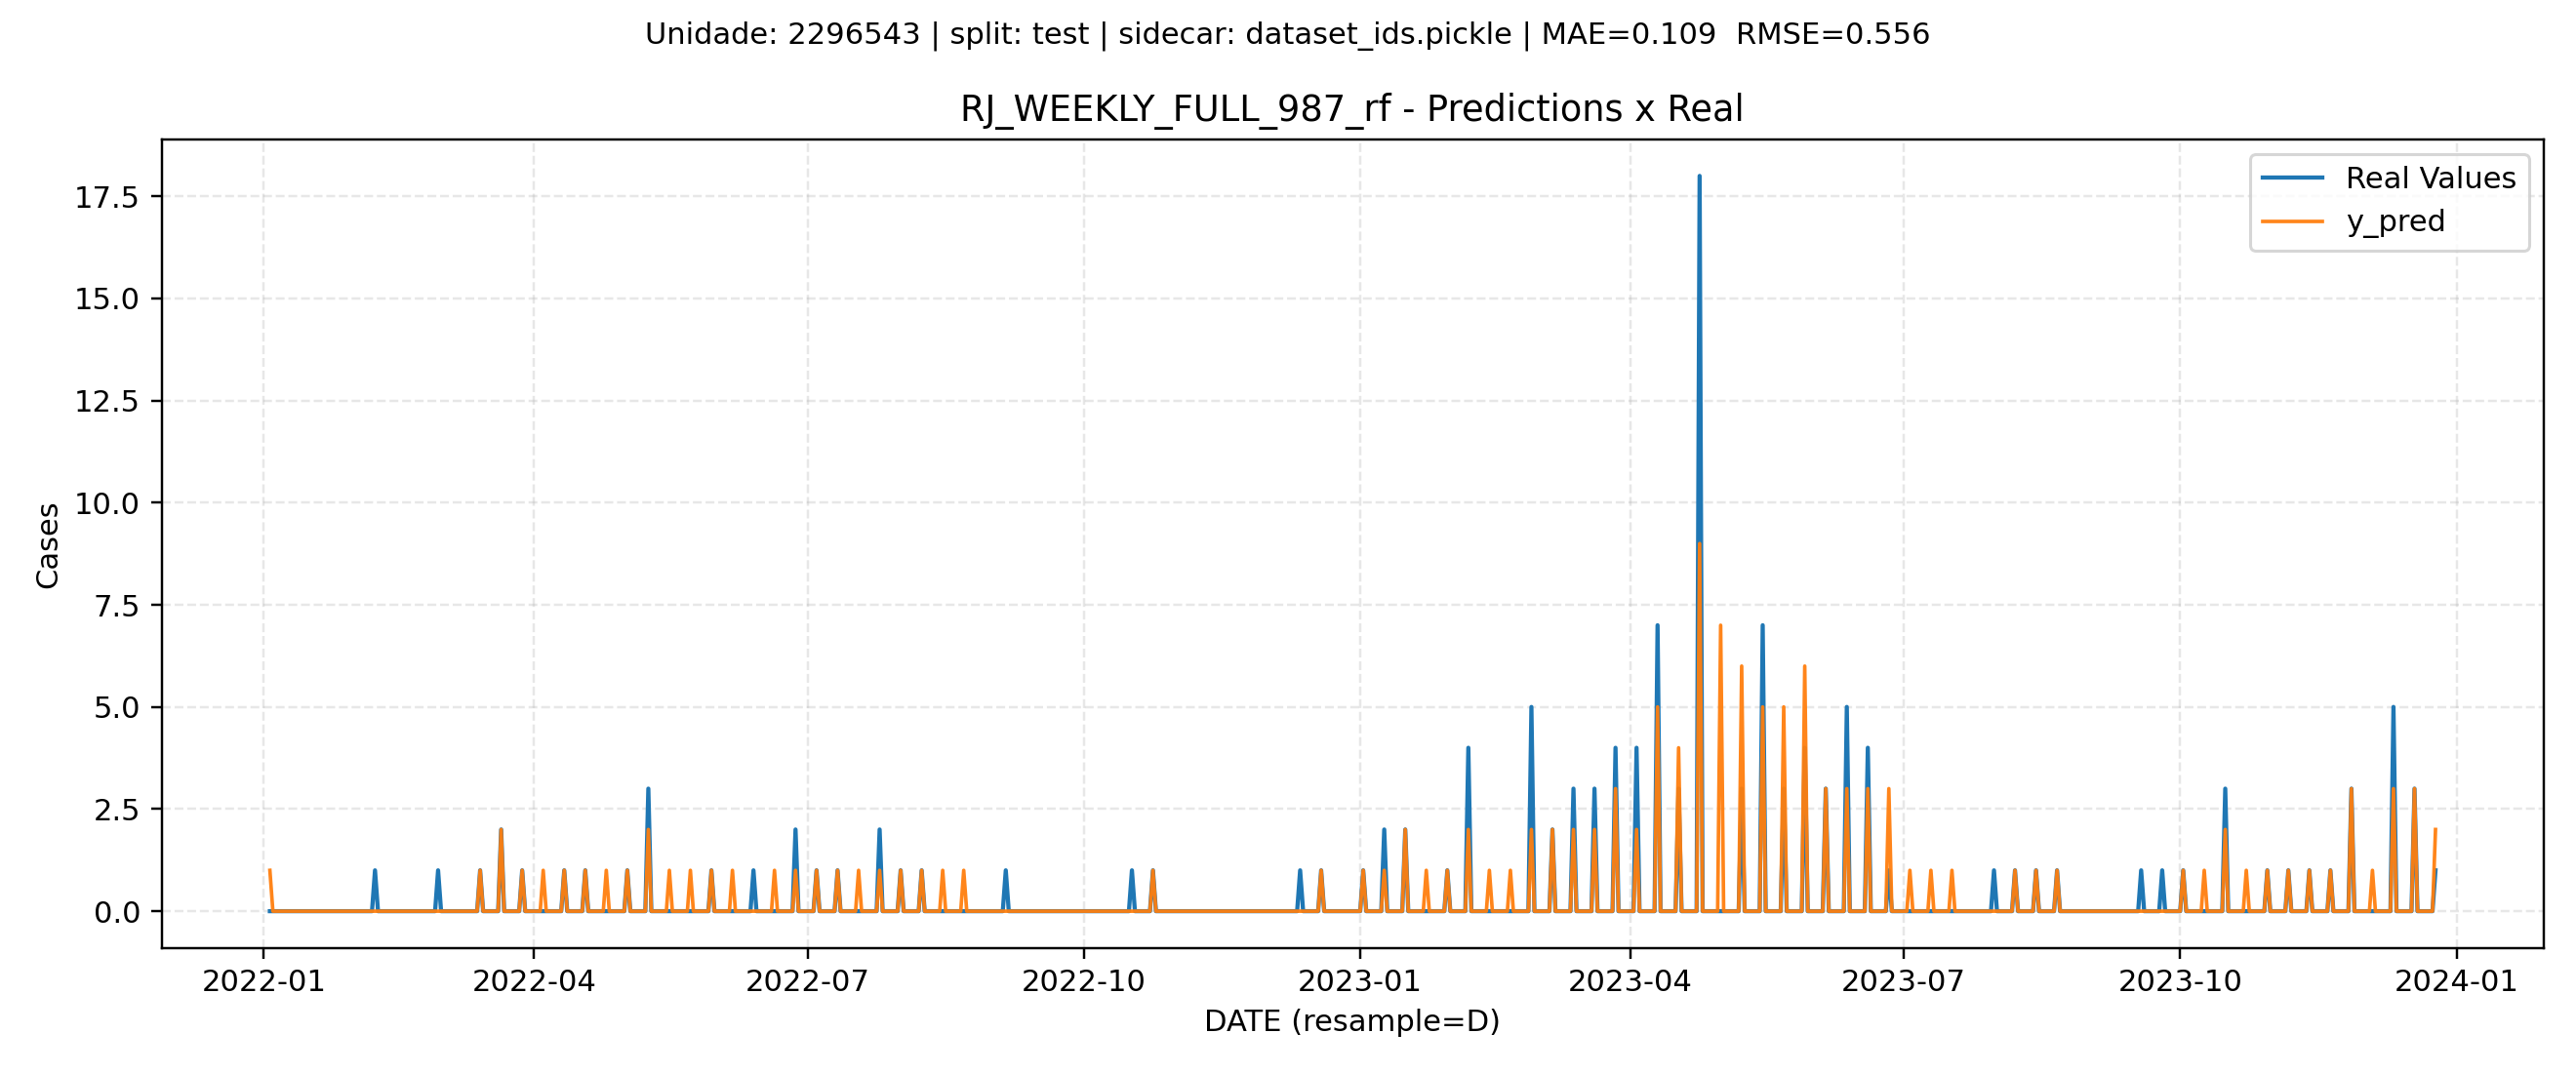 Unidade: 2296543 | split: test | sidecar: dataset_ids.pickle | MAE=0.109  RMSE=0.556
RJ_WEEKLY_FULL_987_rf - Predictions x Real
Real Values
y_pred
17.5
15.0
12.5
10.0
7.5
5.0
2.5
0.0
Cases
2022-01 2022-04 2022-07 2022-10 2023-01 2023-04 2023-07 2023-10 2024-01
DATE (resample=D)